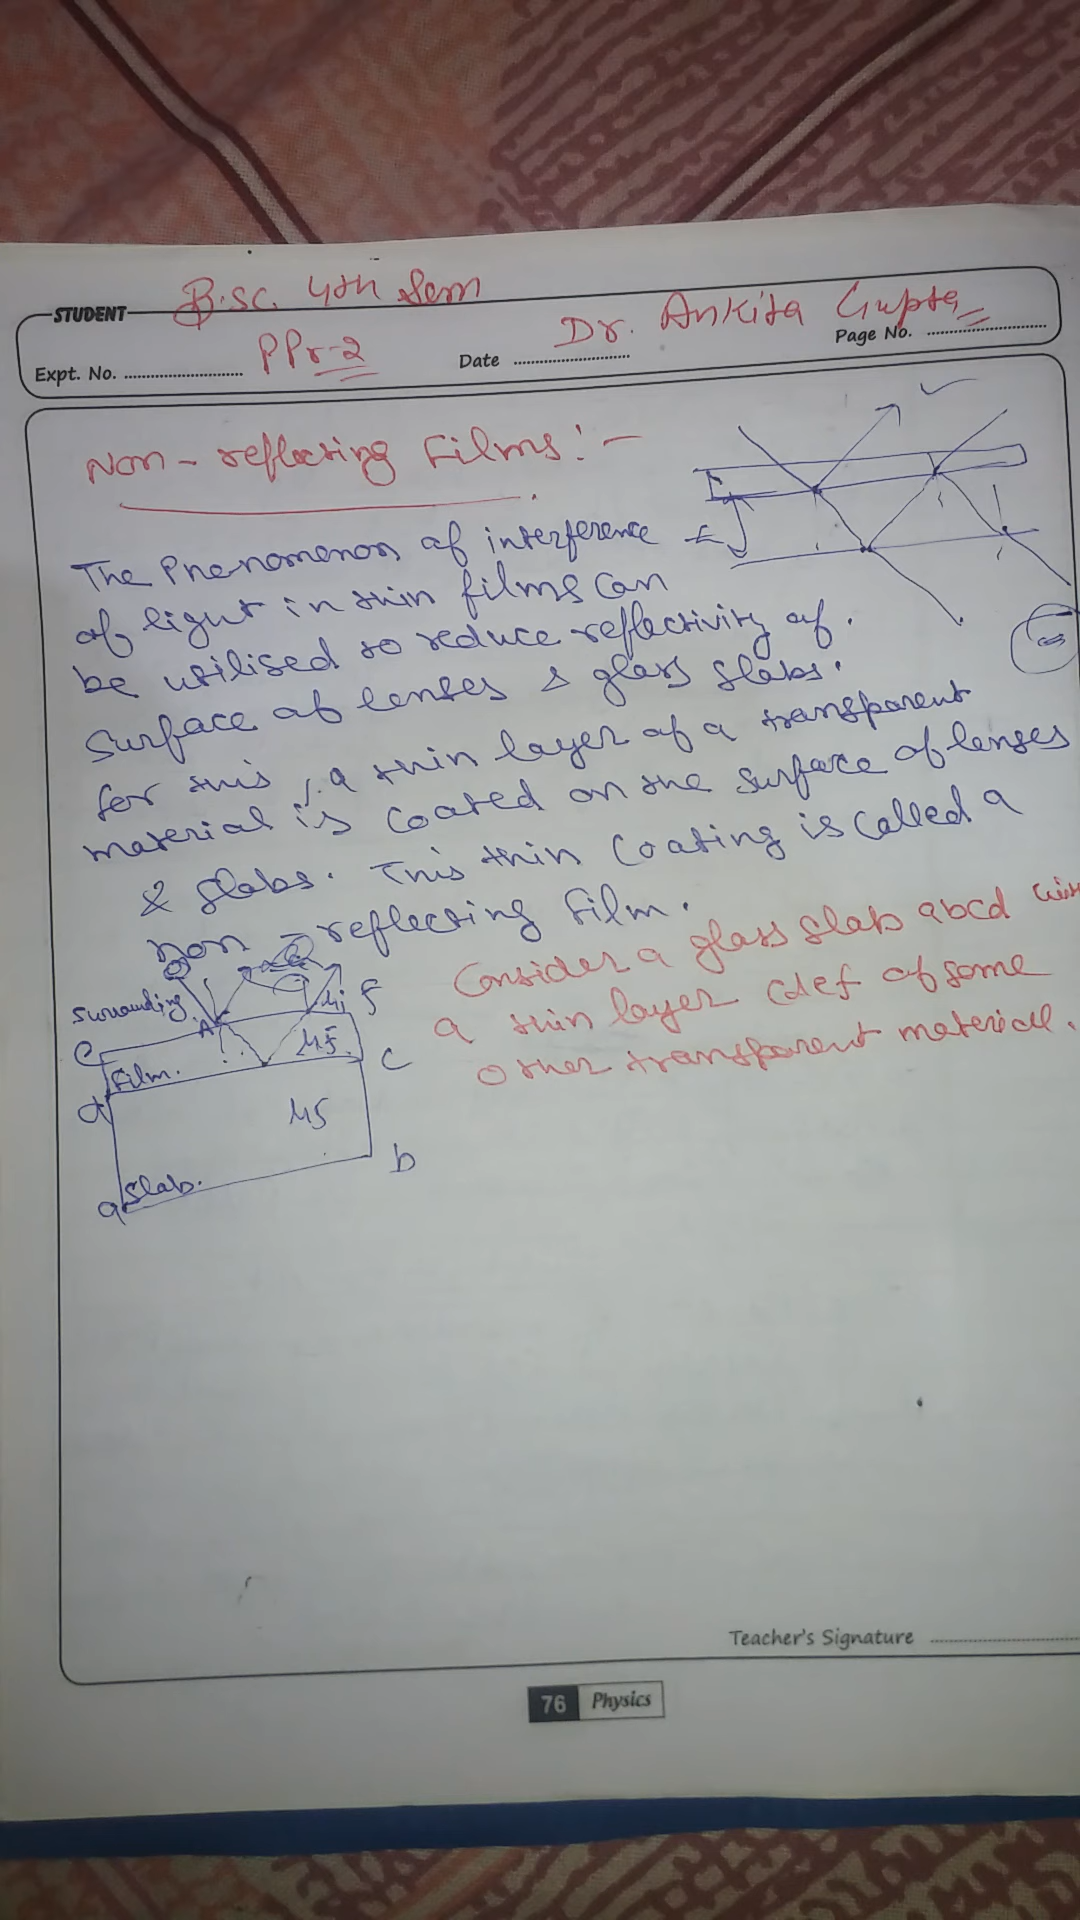 B.Sc. 4th Sem
STUDENT
PPr-2
Dr. Ankita Gupta
Expt. No. Date Page No.
Non-reflecting Films:-
The Phenomenon of interference
of light in thin films can
be utilised to reduce reflectivity of
Surface of lenses & glass slabs.
for this, a thin layer of a transparent
material is coated on the surface of lenses
& slabs. This thin coating is called a
non-reflecting film.
Consider a glass slab abcd with
a thin layer cdef of some
other transparent material.
t
Surrounding
A
f
e
Film.
μf
c
d
μs
b
a
Slab.
Teacher's Signature
76 Physics